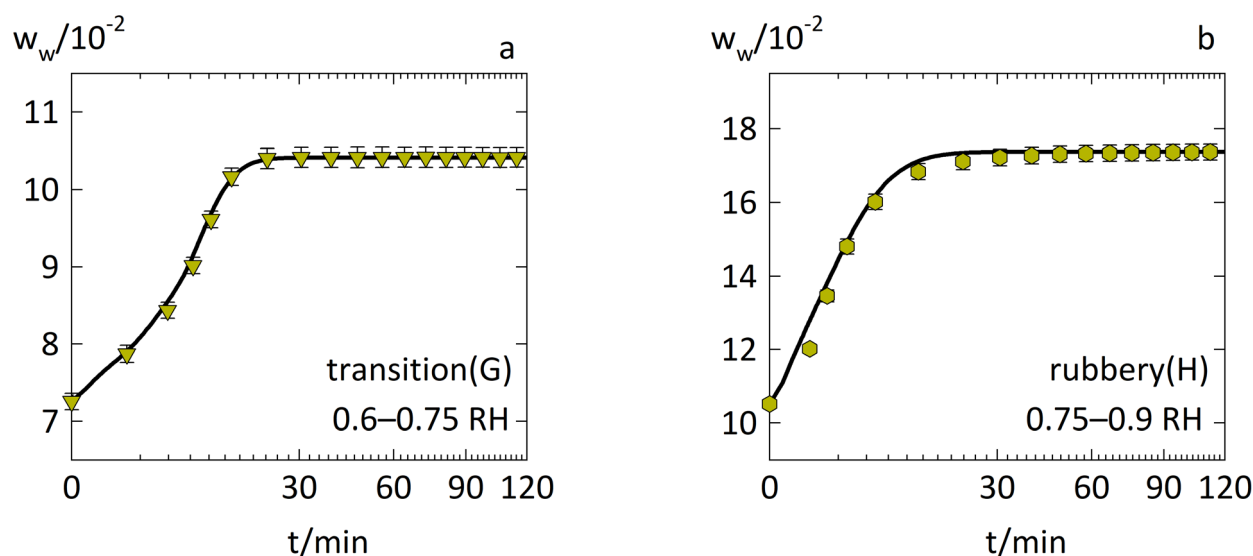 w_w/10^-2
a
11
10
9
8
7
transition(G)
0.6–0.75 RH
0 30 60 90 120
t/min
w_w/10^-2
b
18
16
14
12
10
rubbery(H)
0.75–0.9 RH
0 30 60 90 120
t/min